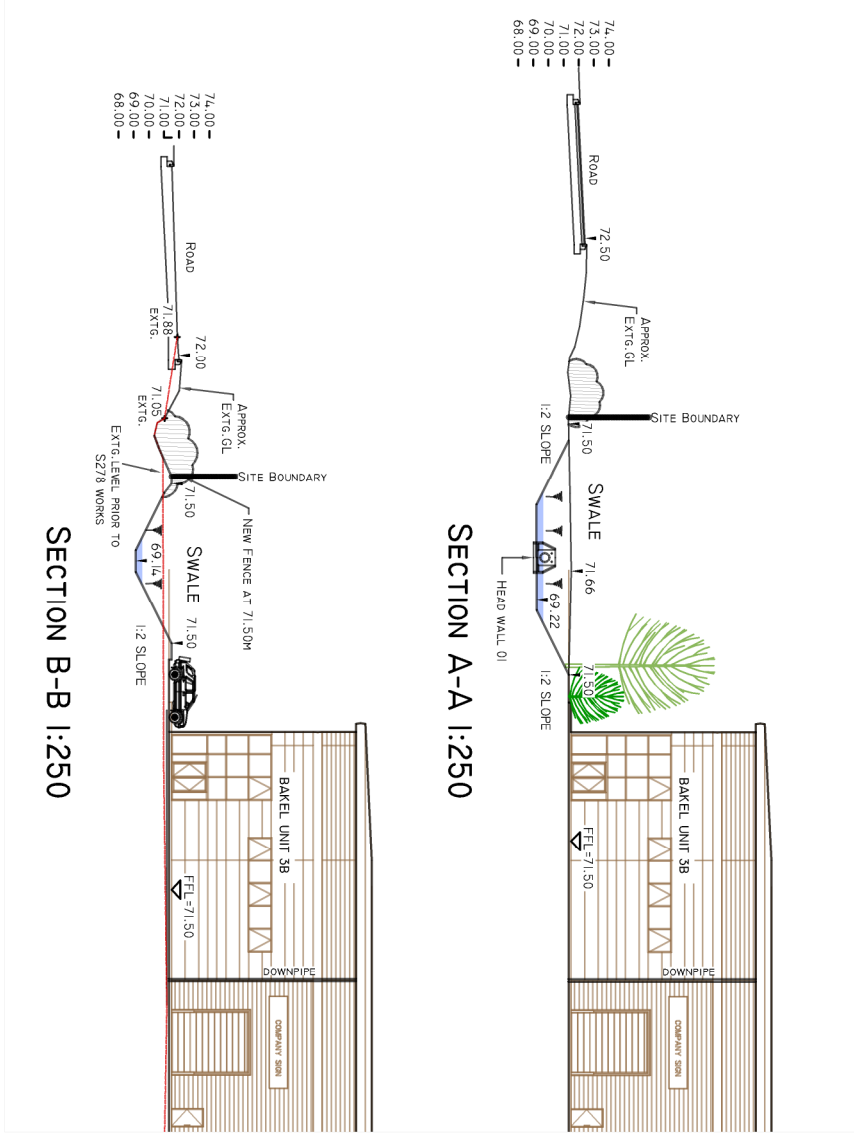 74.00
73.00
72.00
71.00
70.00
69.00
68.00
ROAD
72.50
APPROX.
EXTG.GL
SITE BOUNDARY
71.50
1:2 SLOPE
SWALE
71.66
69.22
HEAD WALL 01
71.50
1:2 SLOPE
BAKEL UNIT 3B
FFL=71.50
DOWNPIPE
COMPANY SIGN
SECTION A-A 1:250
74.00
73.00
72.00
71.00
70.00
69.00
68.00
ROAD
71.88
EXTG.
72.00
APPROX.
EXTG.GL
71.05
EXTG.
SITE BOUNDARY
71.50
NEW FENCE AT 71.50M
EXTG.LEVEL PRIOR TO
S278 WORKS
SWALE
69.14
71.50
1:2 SLOPE
BAKEL UNIT 3B
FFL=71.50
DOWNPIPE
COMPANY SIGN
SECTION B-B 1:250